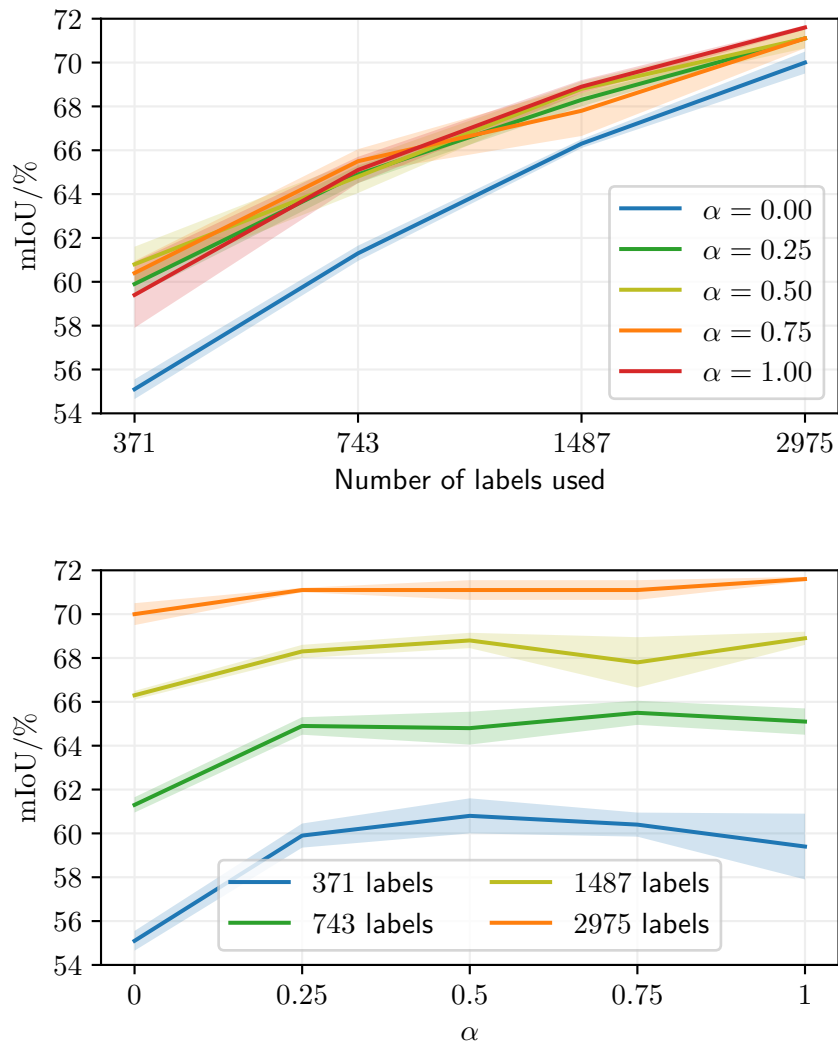 72
70
68
66
64
62
60
58
56
54
mIoU/%
α = 0.00
α = 0.25
α = 0.50
α = 0.75
α = 1.00
371 743 1487 2975
Number of labels used
72
70
68
66
64
62
60
58
56
54
mIoU/%
371 labels 1487 labels
743 labels 2975 labels
0 0.25 0.5 0.75 1
α